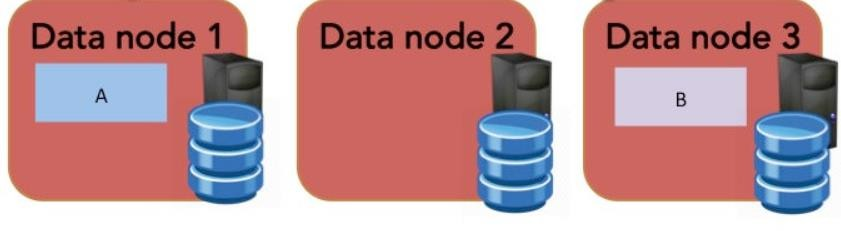 Data node 1
A
Data node 2
Data node 3
B